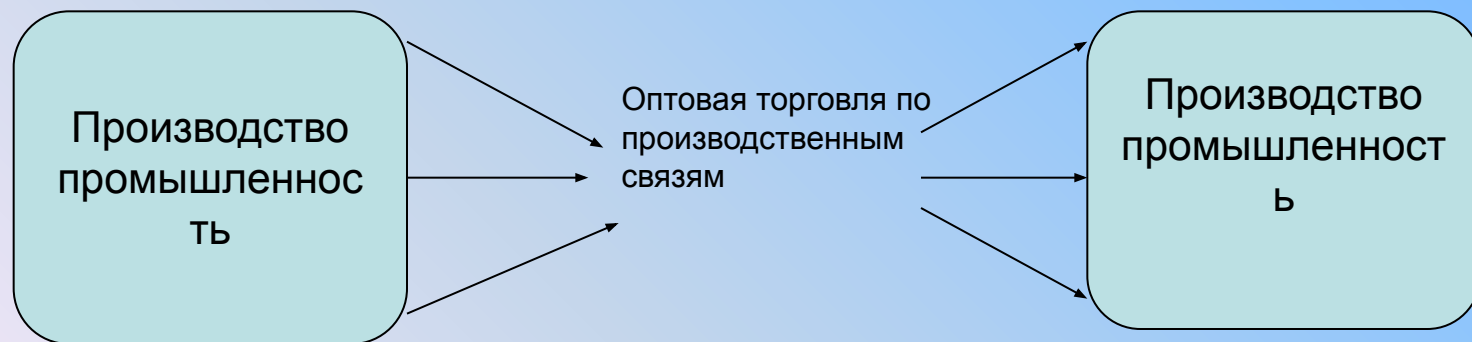 Производство
промышленнос
ть
Оптовая торговля по
производственным
связям
Производство
промышленност
ь